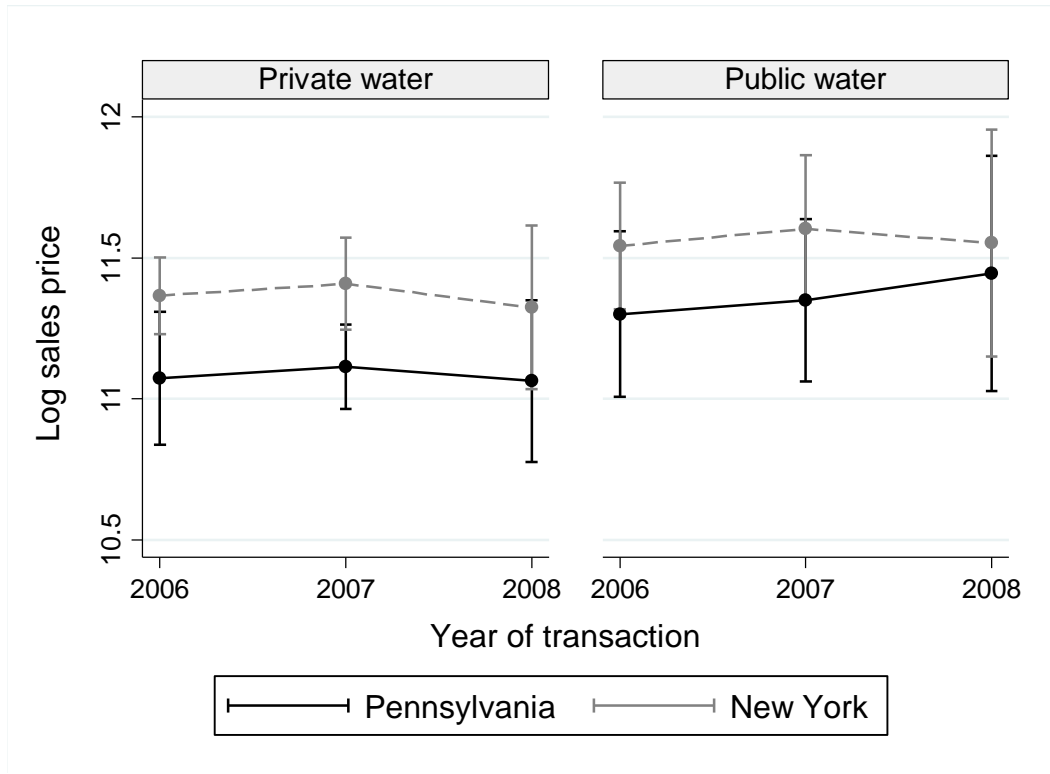 Private water
Public water
Log sales price
12
11.5
11
10.5
2006 2007 2008
2006 2007 2008
Year of transaction
Pennsylvania New York